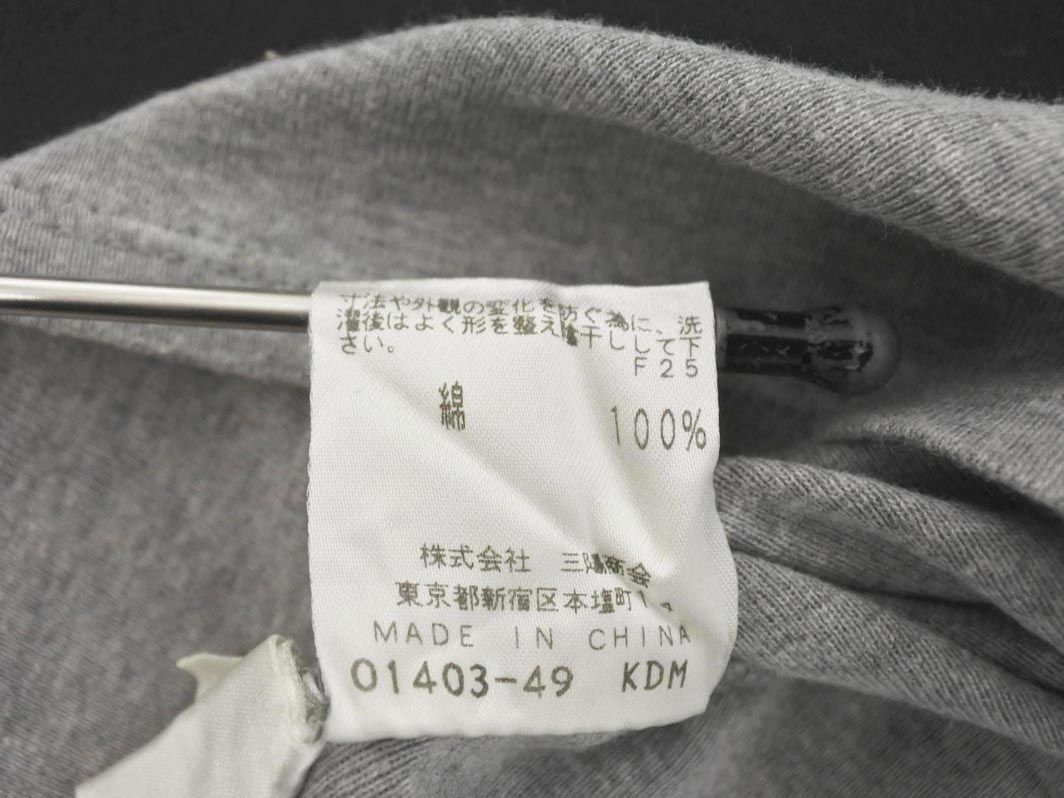 寸法や外観の変化を防ぐ為に、洗
濯後はよく形を整え陰干しして下
さい。
F25
綿 100%
株式会社 三陽商会
東京都新宿区本塩町14
MADE IN CHINA
01403-49 KDM